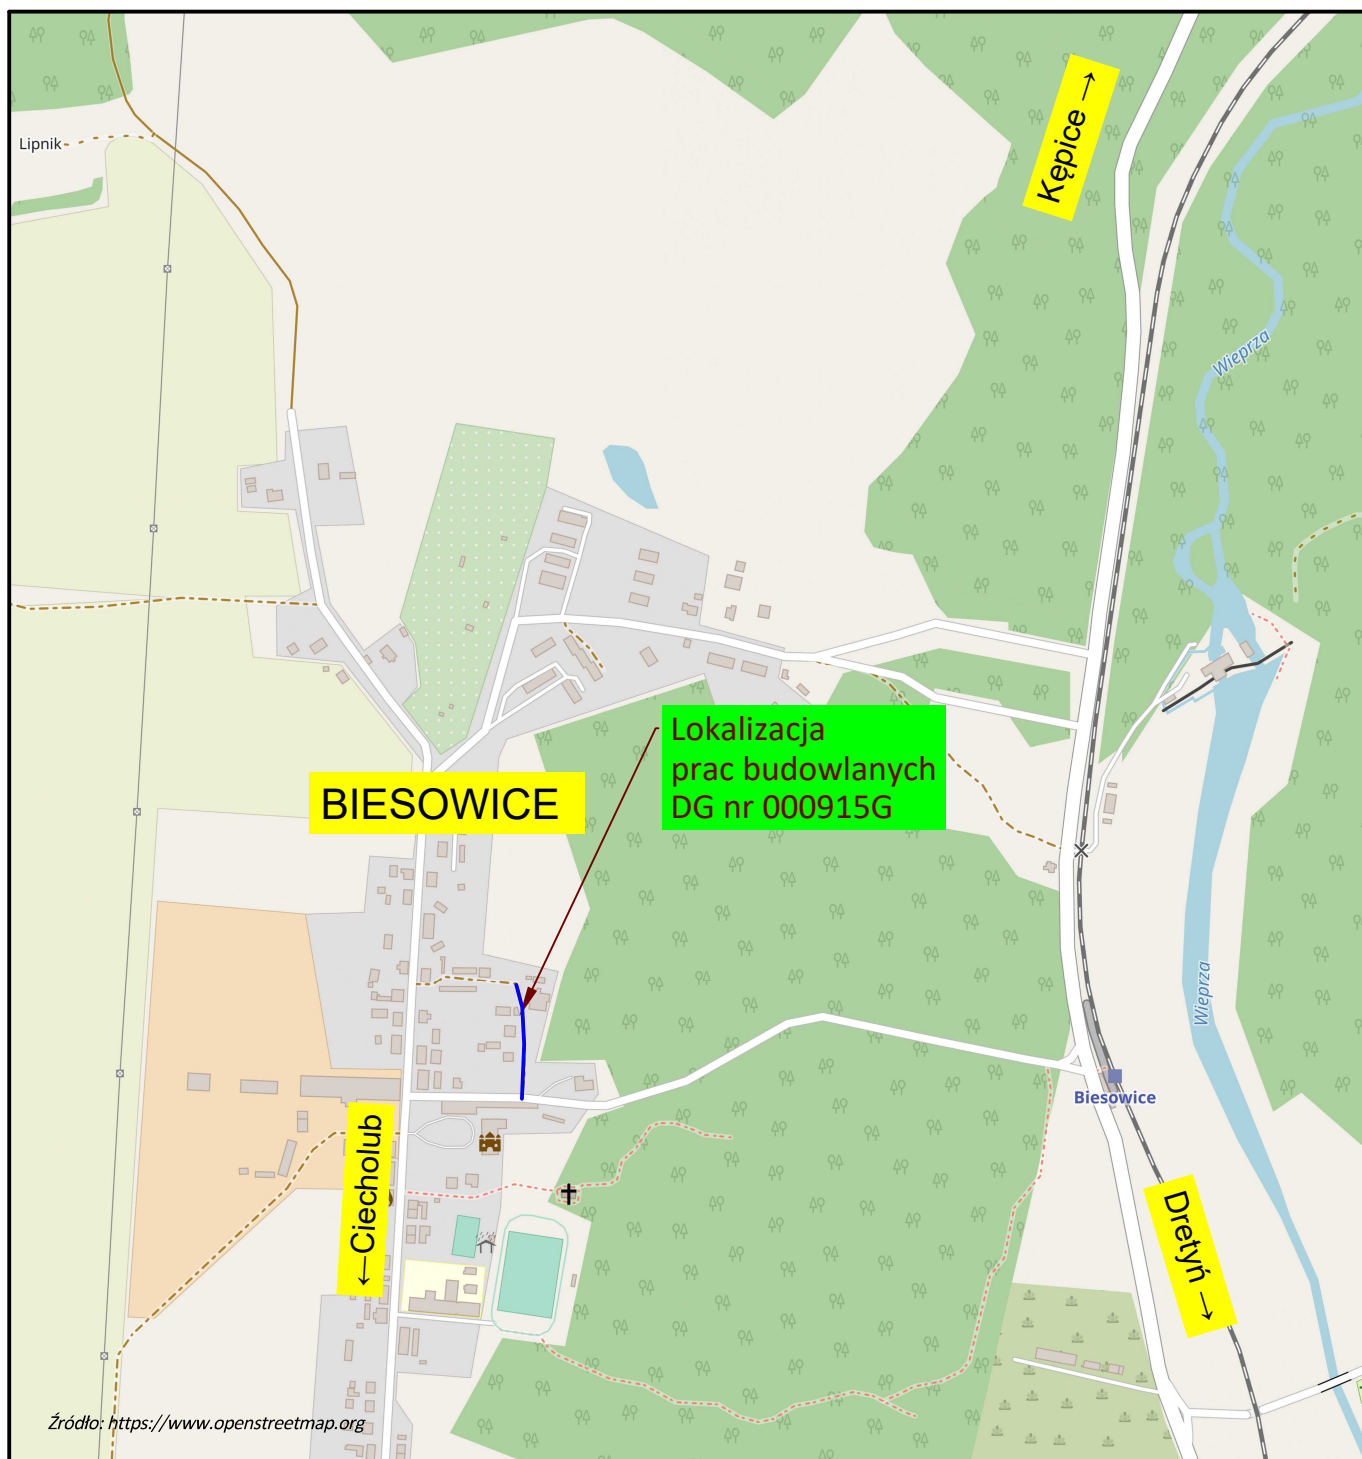 Kępice →
Lipnik
Wieprza
Lokalizacja
prac budowlanych
DG nr 000915G
BIESOWICE
Wieprza
Biesowice
←Ciecholub
Dretyń →
Źródło: https://www.openstreetmap.org